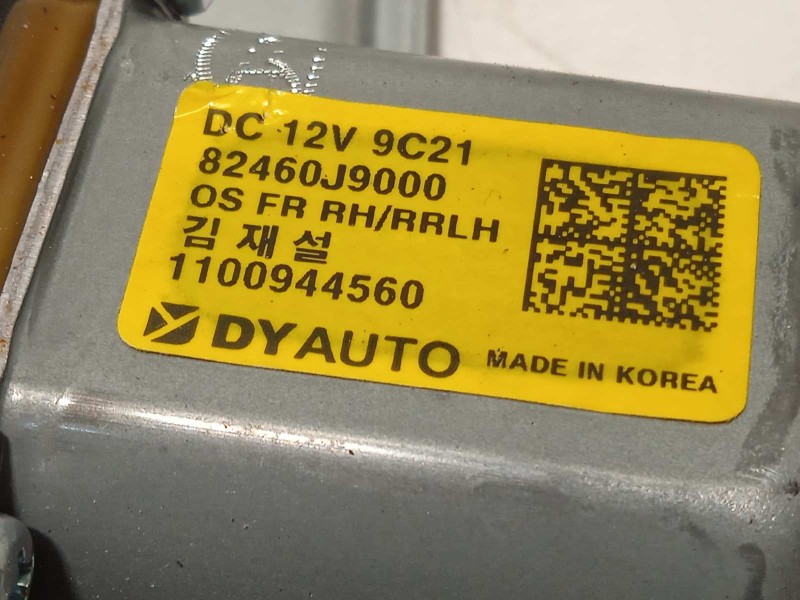 DC 12V 9C21
82460J9000
OS FR RH/RRLH
김재설
1100944560
DYAUTO
MADE IN KOREA